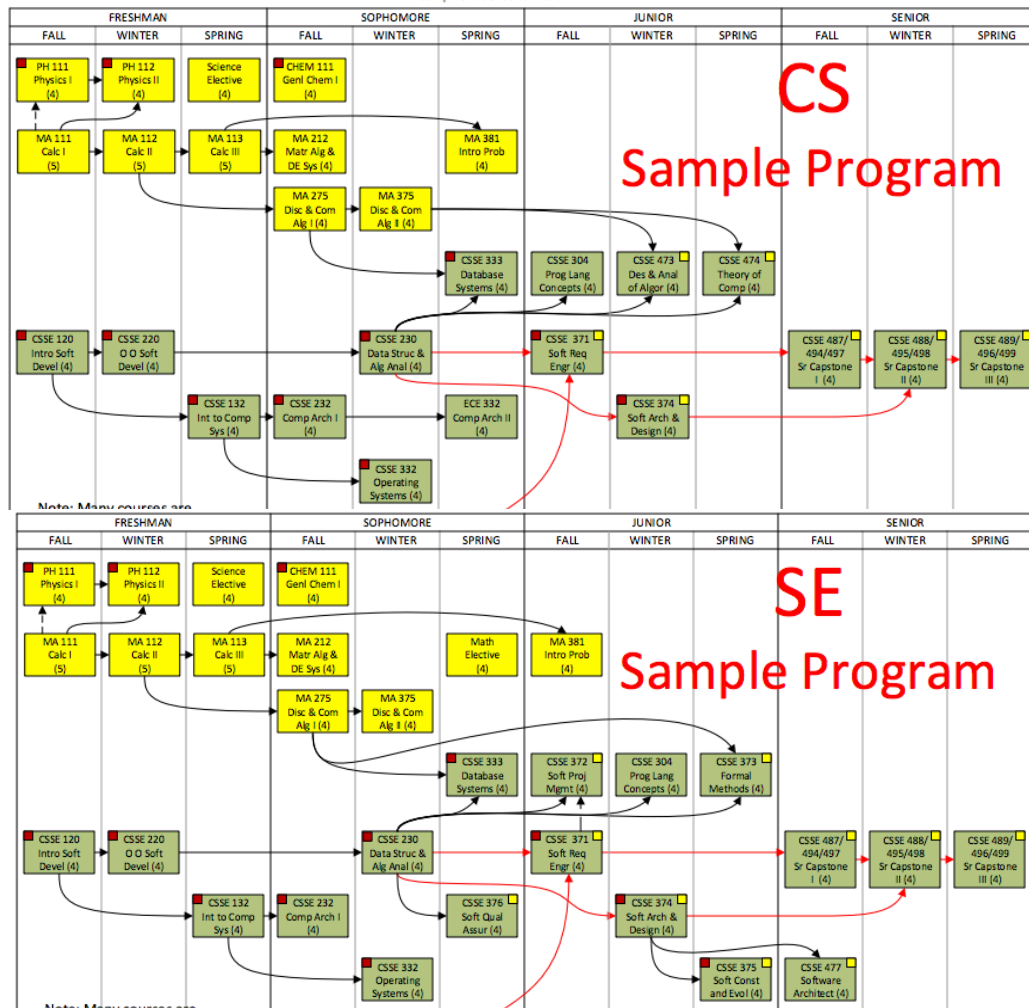 FRESHMAN SOPHOMORE JUNIOR SENIOR
FALL WINTER SPRING FALL WINTER SPRING FALL WINTER SPRING FALL WINTER SPRING
PH 111
Physics I
(4)
PH 112
Physics II
(4)
Science
Elective
(4)
CHEM 111
Genl Chem I
(4)
CS
Sample Program
MA 111
Calc I
(5)
MA 112
Calc II
(5)
MA 113
Calc III
(5)
MA 212
Matr Alg &
DE Sys (4)
MA 381
Intro Prob
(4)
MA 275
Disc & Com
Alg I (4)
MA 375
Disc & Com
Alg II (4)
CSSE 333
Database
Systems (4)
CSSE 304
Prog Lang
Concepts (4)
CSSE 473
Des & Anal
of Algor (4)
CSSE 474
Theory of
Comp (4)
CSSE 120
Intro Soft
Devel (4)
CSSE 220
O O Soft
Devel (4)
CSSE 230
Data Struc &
Alg Anal (4)
CSSE 371
Soft Req
Engr (4)
CSSE 487/
494/497
Sr Capstone
I (4)
CSSE 488/
495/498
Sr Capstone
II (4)
CSSE 489/
496/499
Sr Capstone
III (4)
CSSE 132
Int to Comp
Sys (4)
CSSE 232
Comp Arch I
(4)
ECE 332
Comp Arch II
(4)
CSSE 374
Soft Arch &
Design (4)
CSSE 332
Operating
Systems (4)
Note: Many courses are
FRESHMAN SOPHOMORE JUNIOR SENIOR
FALL WINTER SPRING FALL WINTER SPRING FALL WINTER SPRING FALL WINTER SPRING
PH 111
Physics I
(4)
PH 112
Physics II
(4)
Science
Elective
(4)
CHEM 111
Genl Chem I
(4)
SE
Sample Program
MA 111
Calc I
(5)
MA 112
Calc II
(5)
MA 113
Calc III
(5)
MA 212
Matr Alg &
DE Sys (4)
Math
Elective
(4)
MA 381
Intro Prob
(4)
MA 275
Disc & Com
Alg I (4)
MA 375
Disc & Com
Alg II (4)
CSSE 333
Database
Systems (4)
CSSE 372
Soft Proj
Mgmt (4)
CSSE 304
Prog Lang
Concepts (4)
CSSE 373
Formal
Methods (4)
CSSE 120
Intro Soft
Devel (4)
CSSE 220
O O Soft
Devel (4)
CSSE 230
Data Struc &
Alg Anal (4)
CSSE 371
Soft Req
Engr (4)
CSSE 487/
494/497
Sr Capstone
I (4)
CSSE 488/
495/498
Sr Capstone
II (4)
CSSE 489/
496/499
Sr Capstone
III (4)
CSSE 132
Int to Comp
Sys (4)
CSSE 232
Comp Arch I
(4)
CSSE 376
Soft Qual
Assur (4)
CSSE 374
Soft Arch &
Design (4)
CSSE 332
Operating
Systems (4)
CSSE 375
Soft Const
and Evol (4)
CSSE 477
Software
Architect (4)
Note: Many courses are